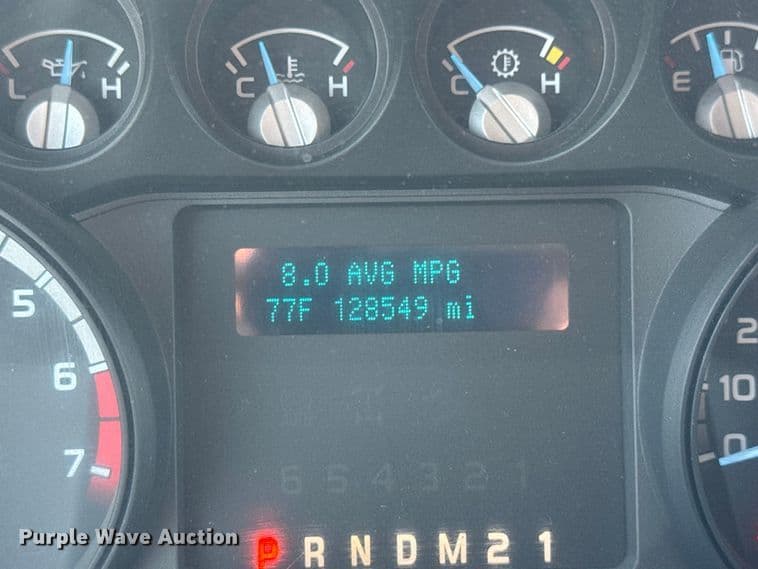 L H
C H
C H
E
8.0 AVG MPG
77F 128549 mi
5
6
7
2
10
0
6 5 4 3 2 1
P R N D M 2 1
Purple Wave Auction